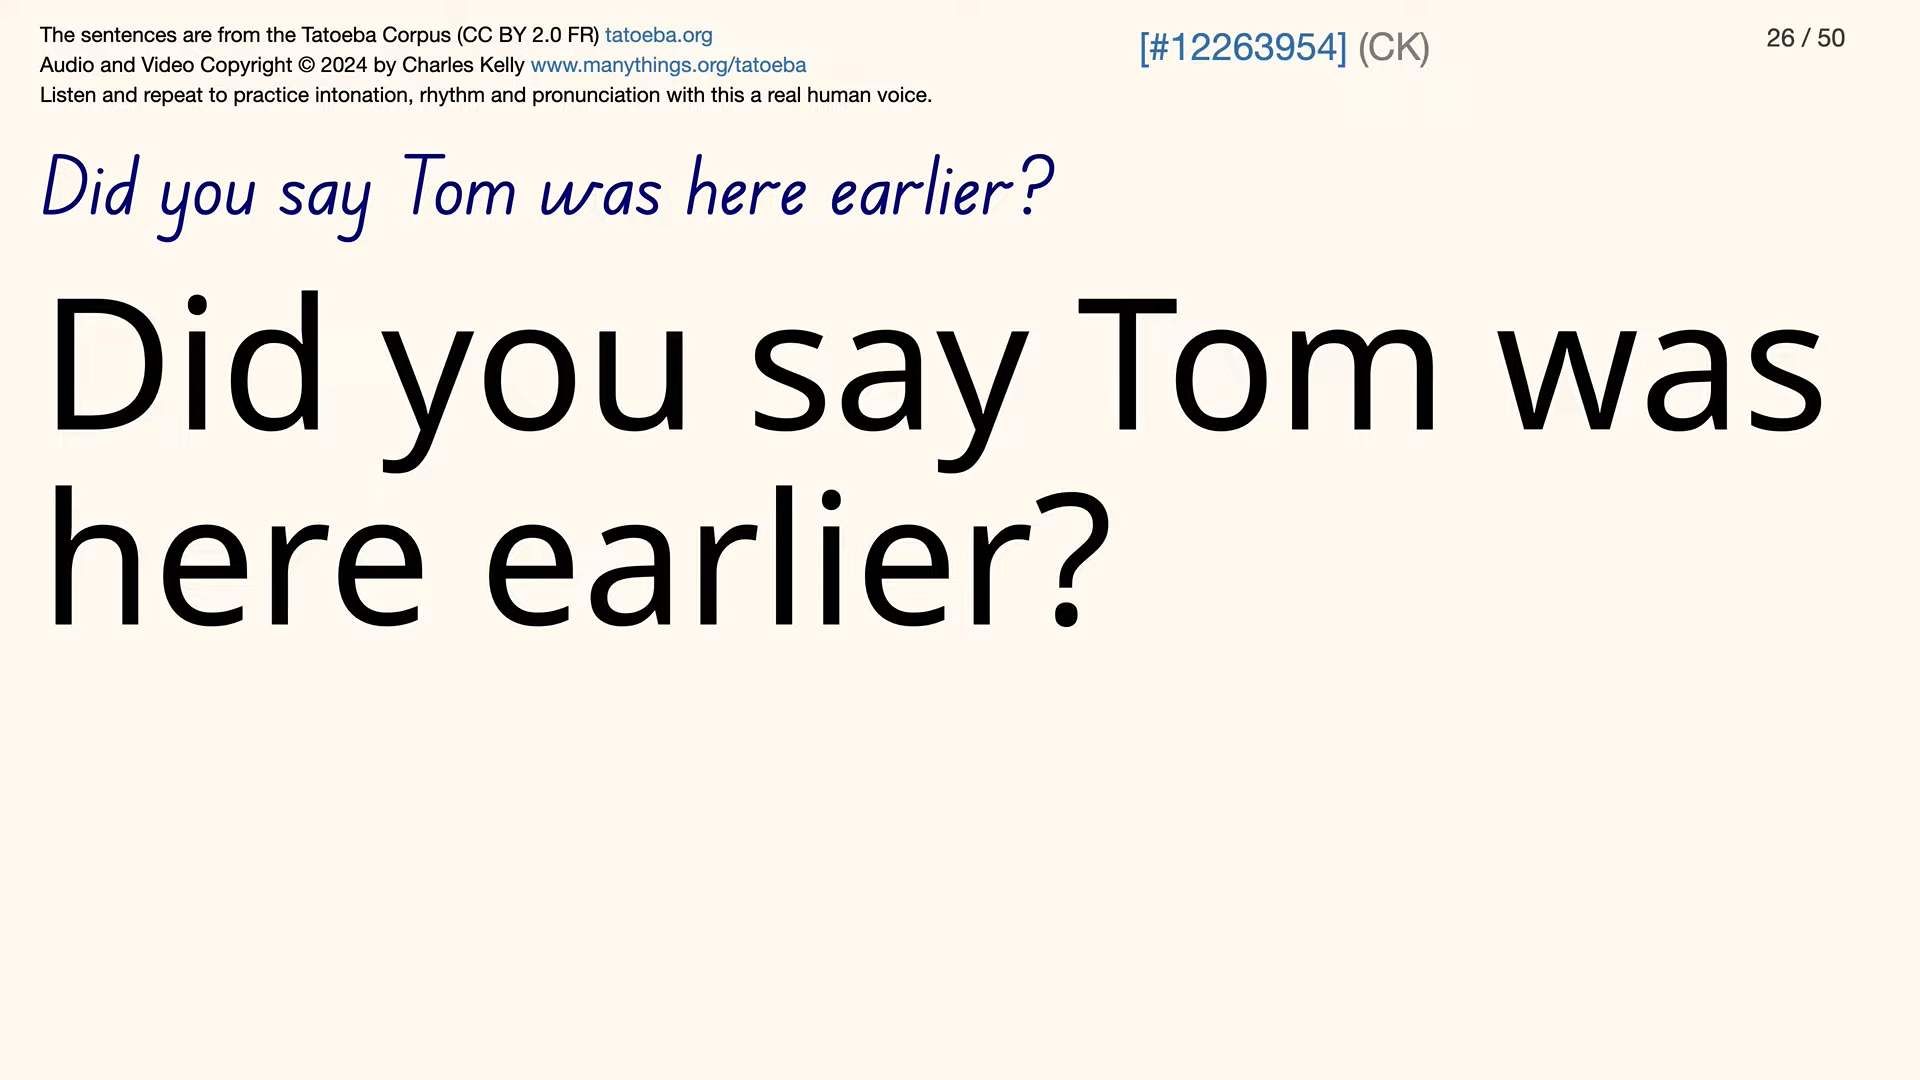 The sentences are from the Tatoeba Corpus (CC BY 2.0 FR) tatoeba.org
Audio and Video Copyright © 2024 by Charles Kelly www.manythings.org/tatoeba
Listen and repeat to practice intonation, rhythm and pronunciation with this a real human voice.
[#12263954] (CK)
26 / 50
Did you say Tom was here earlier?
Did you say Tom was
here earlier?